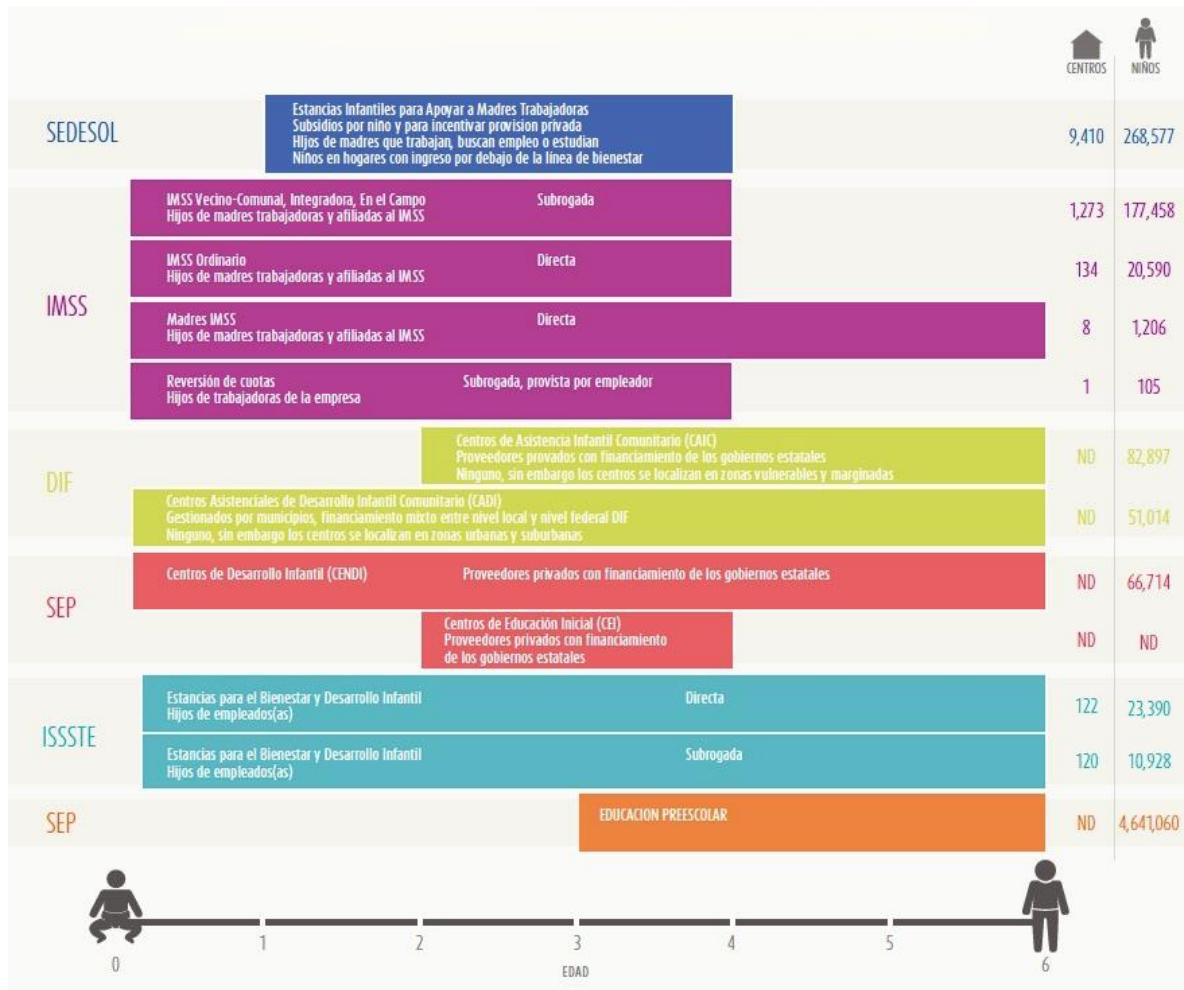 CENTROS NIÑOS
SEDESOL
Estancias Infantiles para Apoyar a Madres Trabajadoras
Subsidios por niño y para incentivar provision privada
Hijos de madres que trabajan, buscan empleo o estudian
Niños en hogares con ingreso por debajo de la línea de bienestar
9,410 268,577
IMSS
IMSS Vecino-Comunal, Integradora, En el Campo Subrogada
Hijos de madres trabajadoras y afiliadas al IMSS
1,273 177,458
IMSS Ordinario Directa
Hijos de madres trabajadoras y afiliadas al IMSS
134 20,590
Madres IMSS Directa
Hijos de madres trabajadoras y afiliadas al IMSS
8 1,206
Reversión de cuotas Subrogada, provista por empleador
Hijos de trabajadoras de la empresa
1 105
DIF
Centros de Asistencia Infantil Comunitario (CAIC)
Proveedores provados con financiamiento de los gobiernos estatales
Ninguno, sin embargo los centros se localizan en zonas vulnerables y marginadas
ND 82,897
Centros Asistenciales de Desarrollo Infantil Comunitario (CADI)
Gestionados por municipios, financiamiento mixto entre nivel local y nivel federal DIF
Ninguno, sin embargo los centros se localizan en zonas urbanas y suburbanas
ND 51,014
SEP
Centros de Desarrollo Infantil (CENDI) Proveedores privados con financiamiento de los gobiernos estatales
ND 66,714
Centros de Educación Inicial (CEI)
Proveedores privados con financiamiento
de los gobiernos estatales
ND ND
ISSSTE
Estancias para el Bienestar y Desarrollo Infantil Directa
Hijos de empleados(as)
122 23,390
Estancias para el Bienestar y Desarrollo Infantil Subrogada
Hijos de empleados(as)
120 10,928
SEP
EDUCACION PREESCOLAR
ND 4,641,060
0 1 2 3 4 5 6
EDAD